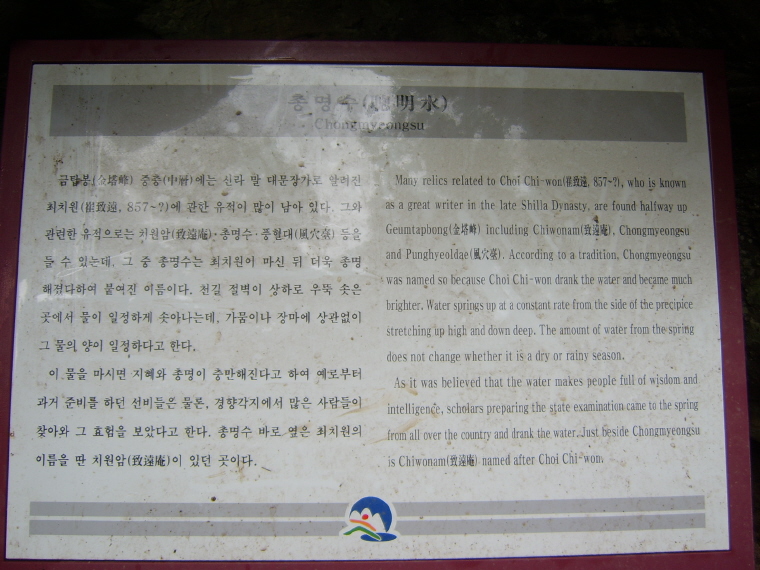 총명수(聰明水)
Chongmyeongsu
금탑봉(金塔峰) 중층(中層)에는 신라 말 대문장가로 알려진
최치원(崔致遠, 857~?)에 관한 유적이 많이 남아 있다. 그와
관련한 유적으로는 치원암(致遠庵)·총명수·풍혈대(風穴臺) 등을
들 수 있는데, 그 중 총명수는 최치원이 마신 뒤 더욱 총명
해졌다하여 붙여진 이름이다. 천길 절벽이 상하로 우뚝 솟은
곳에서 물이 일정하게 솟아나는데, 가뭄이나 장마에 상관없이
그 물의 양이 일정하다고 한다.
이 물을 마시면 지혜와 총명이 충만해진다고 하여 예로부터
과거 준비를 하던 선비들은 물론, 경향각지에서 많은 사람들이
찾아와 그 효험을 보았다고 한다. 총명수 바로 옆은 최치원의
이름을 딴 치원암(致遠庵)이 있던 곳이다.
Many relics related to Choi Chi-won(崔致遠, 857~?), who is known
as a great writer in the late Shilla Dynasty, are found halfway up
Geumtapbong(金塔峰) including Chiwonam(致遠庵), Chongmyeongsu
and Punghyeoldae(風穴臺). According to a tradition, Chongmyeongsu
was named so because Choi Chi-won drank the water and became much
brighter. Water springs up at a constant rate from the side of the precipice
stretching up high and down deep. The amount of water from the spring
does not change whether it is a dry or rainy season.
As it was believed that the water makes people full of wisdom and
intelligence, scholars preparing the state examination came to the spring
from all over the country and drank the water. Just beside Chongmyeongsu
is Chiwonam(致遠庵) named after Choi Chi-won.